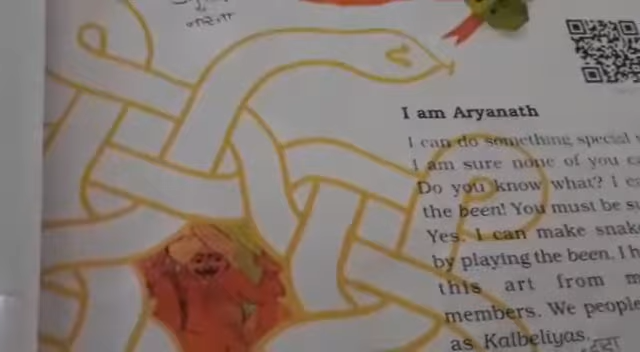 नाश्ता
I am Aryanath
I can do something special
I am sure none of you
Do you know what? I
the been! You must be
Yes, I can make
by playing the been. I
this art from
members. We people
as Kalbeliyas.